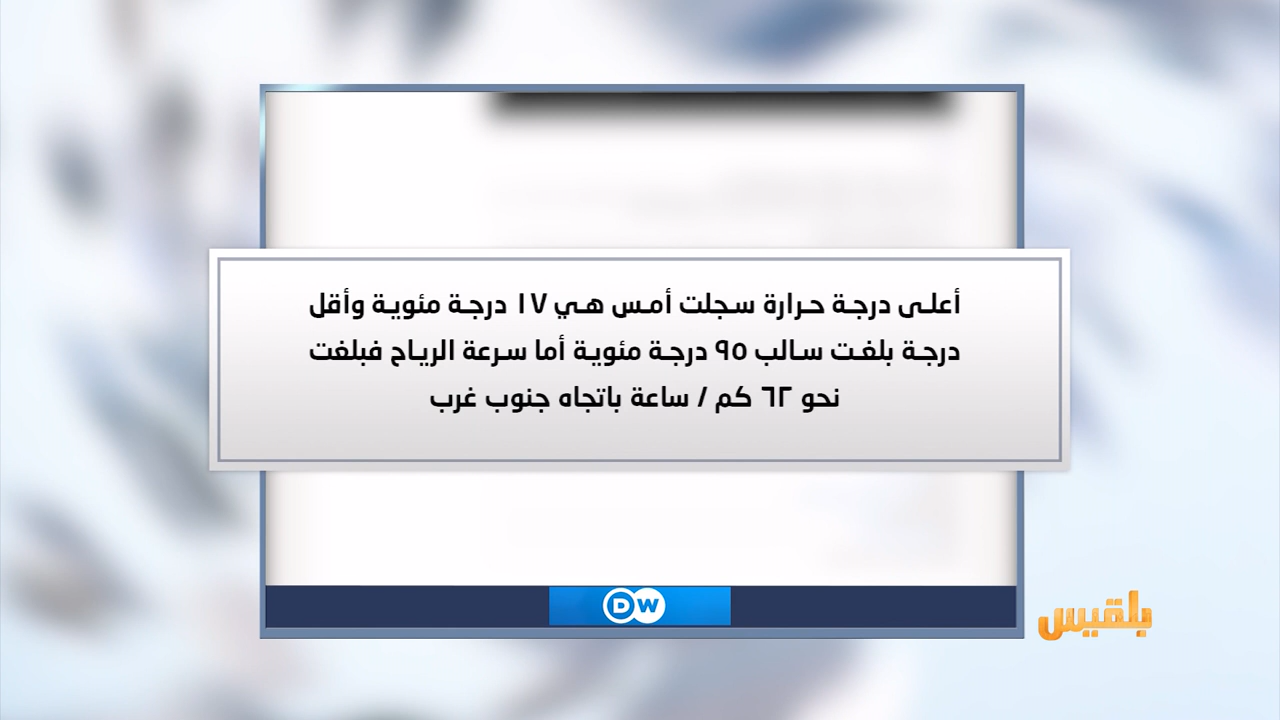 أعلى درجة حرارة سجلت أمس هي ١٧ درجة مئوية وأقل
درجة بلغت سالب ٩٥ درجة مئوية أما سرعة الرياح فبلغت
نحو ٦٢ كم / ساعة باتجاه جنوب غرب
DW
بلقيس